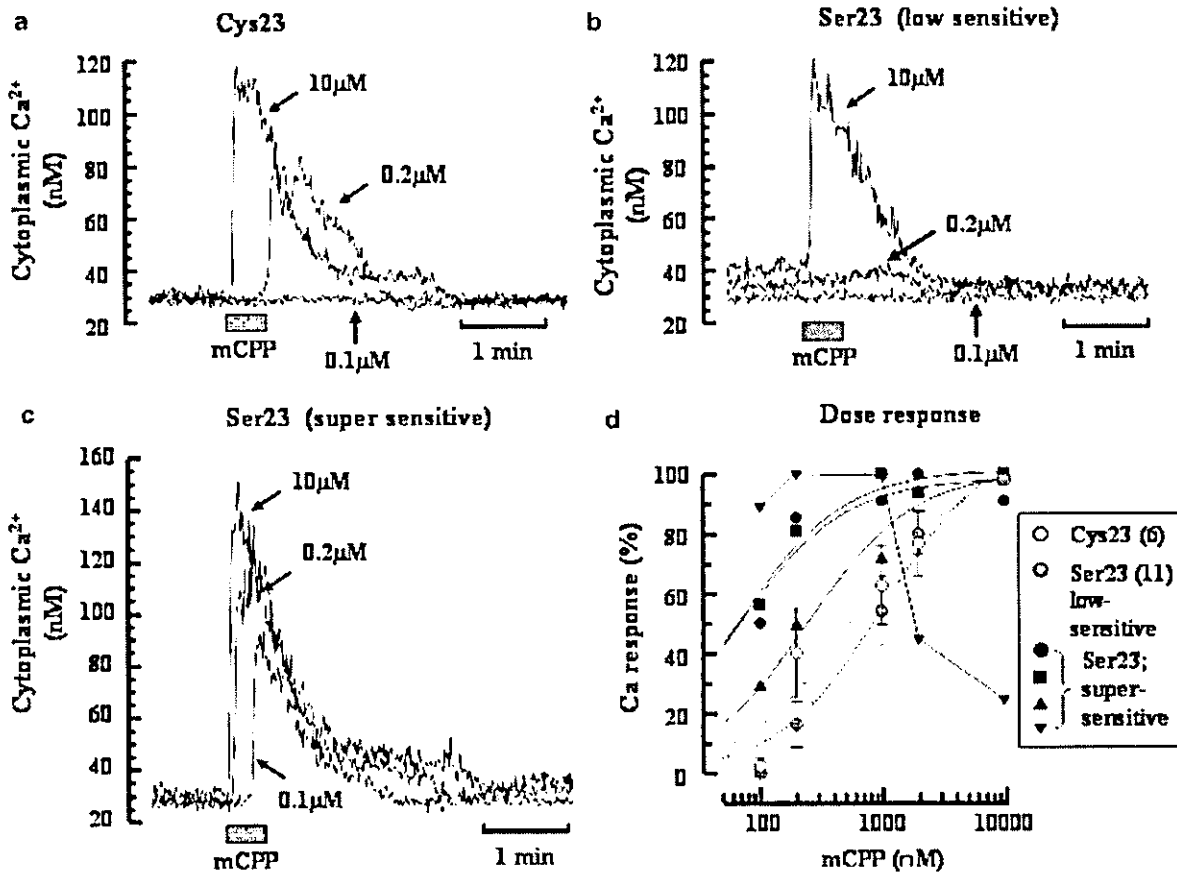 a
Cys23
Cytoplasmic Ca2+
(nM)
120
100
80
60
40
20
10µM
0.2µM
0.1µM
mCPP
1 min
b
Ser23 (low sensitive)
Cytoplasmic Ca2+
(nM)
120
100
80
60
40
20
10µM
0.2µM
0.1µM
mCPP
1 min
c
Ser23 (super sensitive)
Cytoplasmic Ca2+
(nM)
160
140
120
100
80
60
40
20
10µM
0.2µM
0.1µM
mCPP
1 min
d
Dose response
Ca response (%)
100
80
60
40
20
0
100
1000
10000
mCPP (nM)
Cys23 (6)
Ser23 (11)
low-
sensitive
Ser23;
super-
sensitive